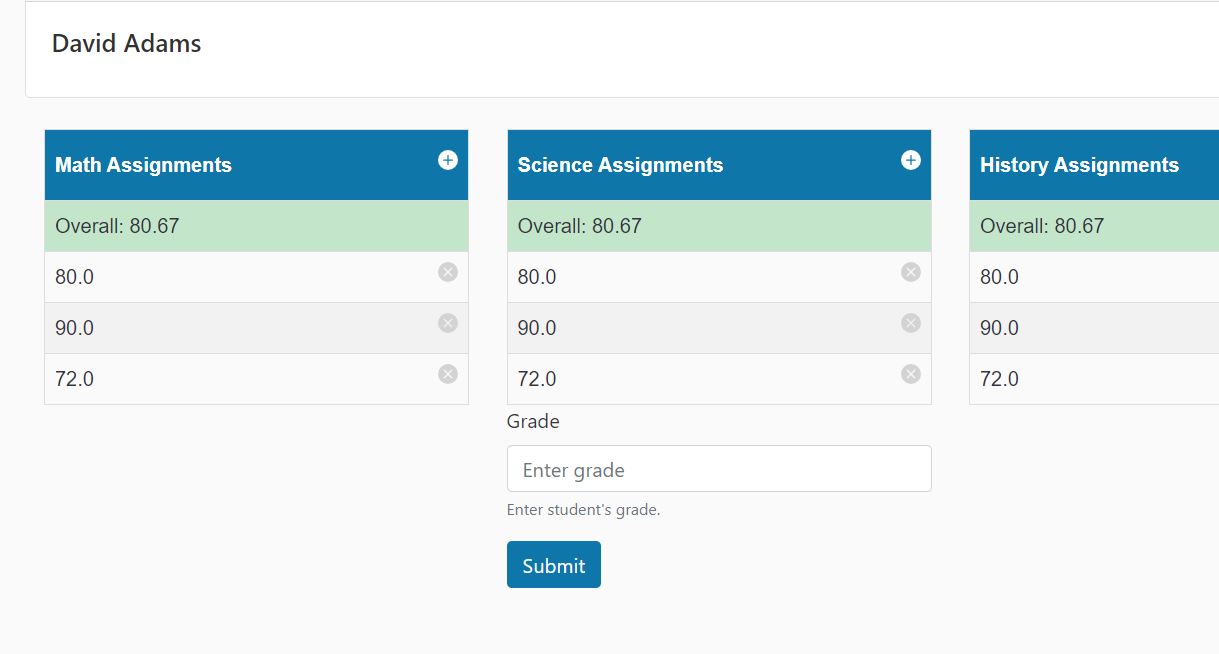 David Adams
Math Assignments
Overall: 80.67
80.0
90.0
72.0
Science Assignments
Overall: 80.67
80.0
90.0
72.0
Grade
Enter grade
Enter student's grade.
Submit
History Assignments
Overall: 80.67
80.0
90.0
72.0